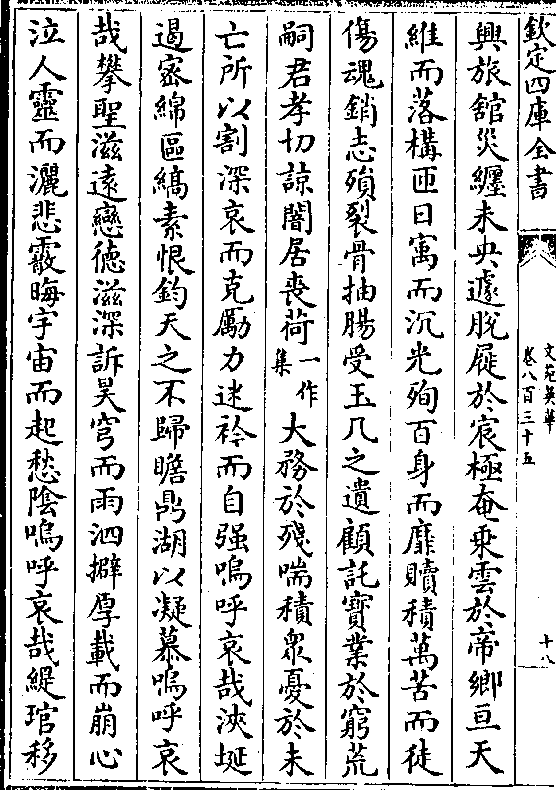 欽定四庫全書
文苑英華
卷八百三十五
十八
興旅舘災纏未央遽脫屣於宸極奄乗雲於帝鄉亘天
維而落構匝日寓而沉光殉百身而靡贖積萬苦而徒
傷魂銷志殞裂骨抽腸受玉几之遺顧託寶業於窮荒
嗣君孝切諒闇居喪荷一作集大務於殘喘積衆憂於未
亡所以割深哀而克勵力迷衿而自强嗚呼哀哉浹埏
遏密綿區縞素恨鈞天之不歸瞻鼎湖以凝慕嗚呼哀
哉攀聖滋逺戀徳滋深訴昊穹而雨泗擗厚載而崩心
泣人靈而灑悲霰晦宇宙而起愁陰嗚呼哀哉緹琯移